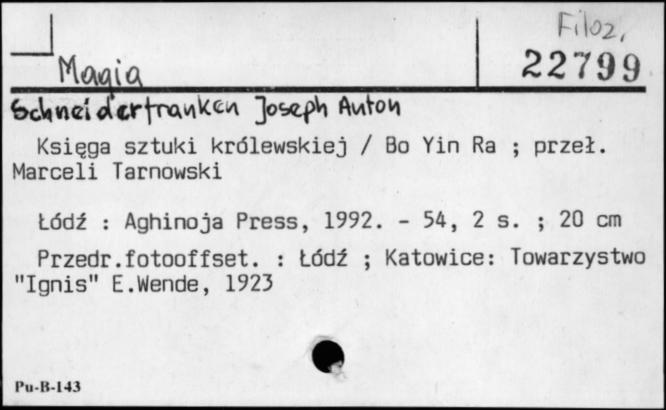 Filoz,
Magia
22799
Schneiderfranken Joseph Anton
Księga sztuki królewskiej / Bo Yin Ra ; przeł.
Marceli Tarnowski
Łódź : Aghinoja Press, 1992. - 54, 2 s. ; 20 cm
Przedr.fotooffset. : Łódź ; Katowice: Towarzystwo
"Ignis" E.Wende, 1923
Pu-B-143